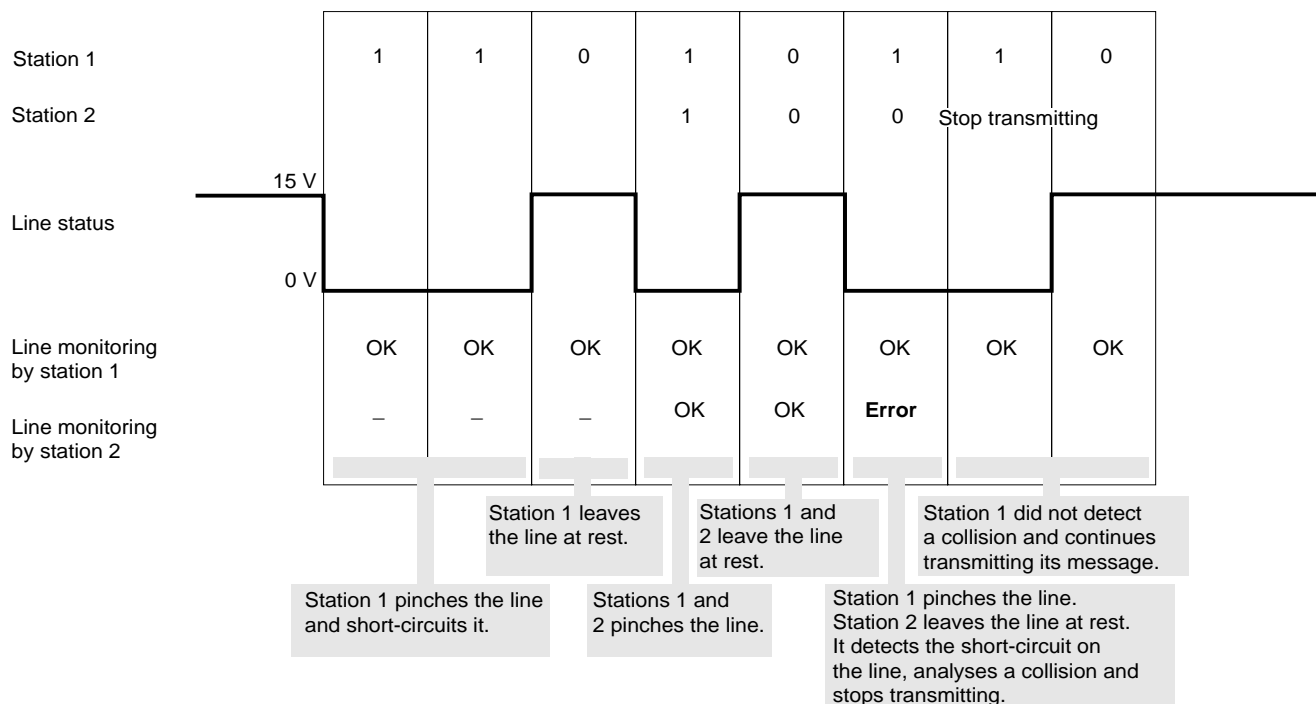 Station 1 1 1 0 1 0 1 1 0
Station 2 1 0 0 Stop transmitting
15 V
Line status
0 V
Line monitoring
by station 1
OK OK OK OK OK OK OK OK
Line monitoring
by station 2
_ _ _ OK OK Error
Station 1 leaves
the line at rest.
Stations 1 and
2 leave the line
at rest.
Station 1 did not detect
a collision and continues
transmitting its message.
Station 1 pinches the line
and short-circuits it.
Stations 1 and
2 pinches the line.
Station 1 pinches the line.
Station 2 leaves the line at rest.
It detects the short-circuit on
the line, analyses a collision and
stops transmitting.